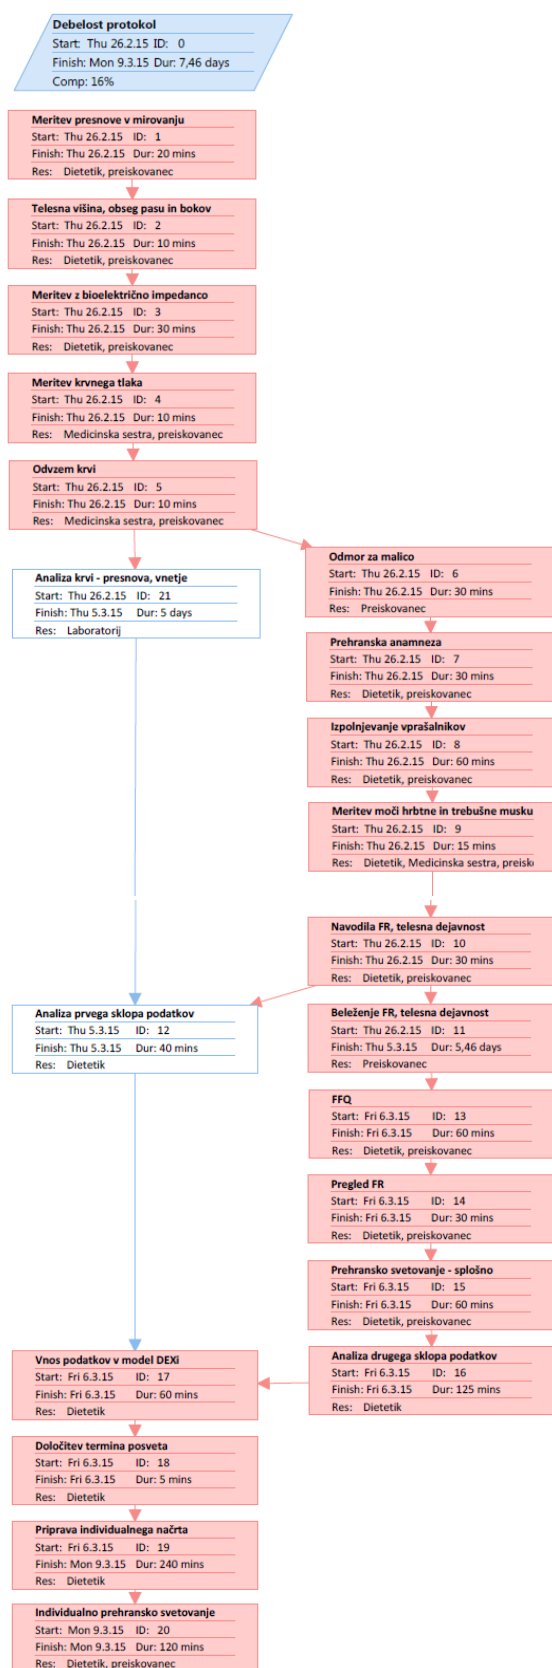 Debelost protokol
Start: Thu 26.2.15 ID: 0
Finish: Mon 9.3.15 Dur: 7,46 days
Comp: 16%
Meritev presnove v mirovanju
Start: Thu 26.2.15 ID: 1
Finish: Thu 26.2.15 Dur: 20 mins
Res: Dietetik, preiskovanec
Telesna višina, obseg pasu in bokov
Start: Thu 26.2.15 ID: 2
Finish: Thu 26.2.15 Dur: 10 mins
Res: Dietetik, preiskovanec
Meritev z bioelektrično impedanco
Start: Thu 26.2.15 ID: 3
Finish: Thu 26.2.15 Dur: 30 mins
Res: Dietetik, preiskovanec
Meritev krvnega tlaka
Start: Thu 26.2.15 ID: 4
Finish: Thu 26.2.15 Dur: 10 mins
Res: Medicinska sestra, preiskovanec
Odvzem krvi
Start: Thu 26.2.15 ID: 5
Finish: Thu 26.2.15 Dur: 10 mins
Res: Medicinska sestra, preiskovanec
Analiza krvi - presnova, vnetje
Start: Thu 26.2.15 ID: 21
Finish: Thu 5.3.15 Dur: 5 days
Res: Laboratorij
Odmor za malico
Start: Thu 26.2.15 ID: 6
Finish: Thu 26.2.15 Dur: 30 mins
Res: Preiskovanec
Prehranska anamneza
Start: Thu 26.2.15 ID: 7
Finish: Thu 26.2.15 Dur: 30 mins
Res: Dietetik, preiskovanec
Izpolnjevanje vprašalnikov
Start: Thu 26.2.15 ID: 8
Finish: Thu 26.2.15 Dur: 60 mins
Res: Dietetik, preiskovanec
Meritev moči hrbtne in trebušne musku
Start: Thu 26.2.15 ID: 9
Finish: Thu 26.2.15 Dur: 15 mins
Res: Dietetik, Medicinska sestra, preisk
Navodila FR, telesna dejavnost
Start: Thu 26.2.15 ID: 10
Finish: Thu 26.2.15 Dur: 30 mins
Res: Dietetik, preiskovanec
Analiza prvega sklopa podatkov
Start: Thu 5.3.15 ID: 12
Finish: Thu 5.3.15 Dur: 40 mins
Res: Dietetik
Beleženje FR, telesna dejavnost
Start: Thu 26.2.15 ID: 11
Finish: Thu 5.3.15 Dur: 5,46 days
Res: Preiskovanec
FFQ
Start: Fri 6.3.15 ID: 13
Finish: Fri 6.3.15 Dur: 60 mins
Res: Dietetik, preiskovanec
Pregled FR
Start: Fri 6.3.15 ID: 14
Finish: Fri 6.3.15 Dur: 30 mins
Res: Dietetik, preiskovanec
Prehransko svetovanje - splošno
Start: Fri 6.3.15 ID: 15
Finish: Fri 6.3.15 Dur: 60 mins
Res: Dietetik, preiskovanec
Analiza drugega sklopa podatkov
Start: Fri 6.3.15 ID: 16
Finish: Fri 6.3.15 Dur: 125 mins
Res: Dietetik
Vnos podatkov v model DEXi
Start: Fri 6.3.15 ID: 17
Finish: Fri 6.3.15 Dur: 60 mins
Res: Dietetik
Določitev termina posveta
Start: Fri 6.3.15 ID: 18
Finish: Fri 6.3.15 Dur: 5 mins
Res: Dietetik
Priprava individualnega načrta
Start: Fri 6.3.15 ID: 19
Finish: Mon 9.3.15 Dur: 240 mins
Res: Dietetik
Individualno prehransko svetovanje
Start: Mon 9.3.15 ID: 20
Finish: Mon 9.3.15 Dur: 120 mins
Res: Dietetik, preiskovanec